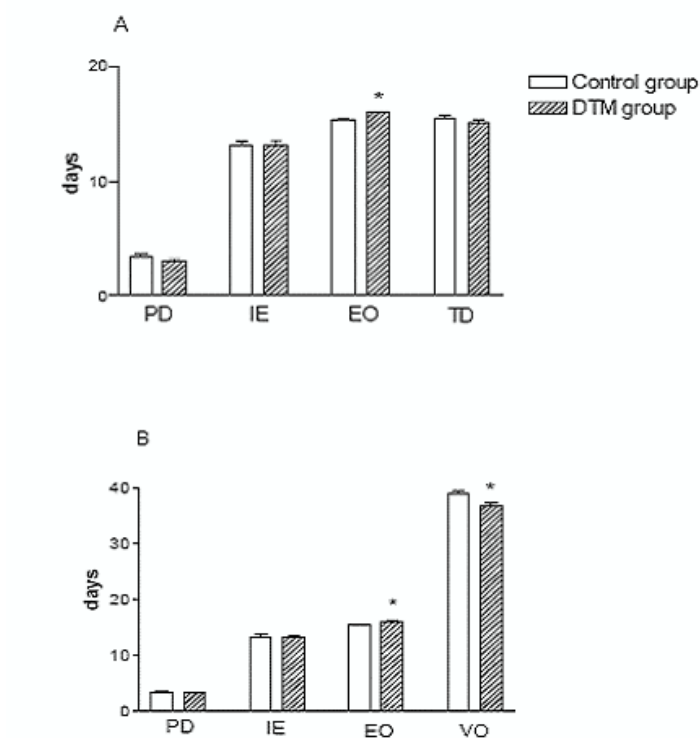 A
20
Control group
DTM group
*
10
days
0
PD IE EO TD
B
40
*
30
days
20
*
10
0
PD IE EO VO